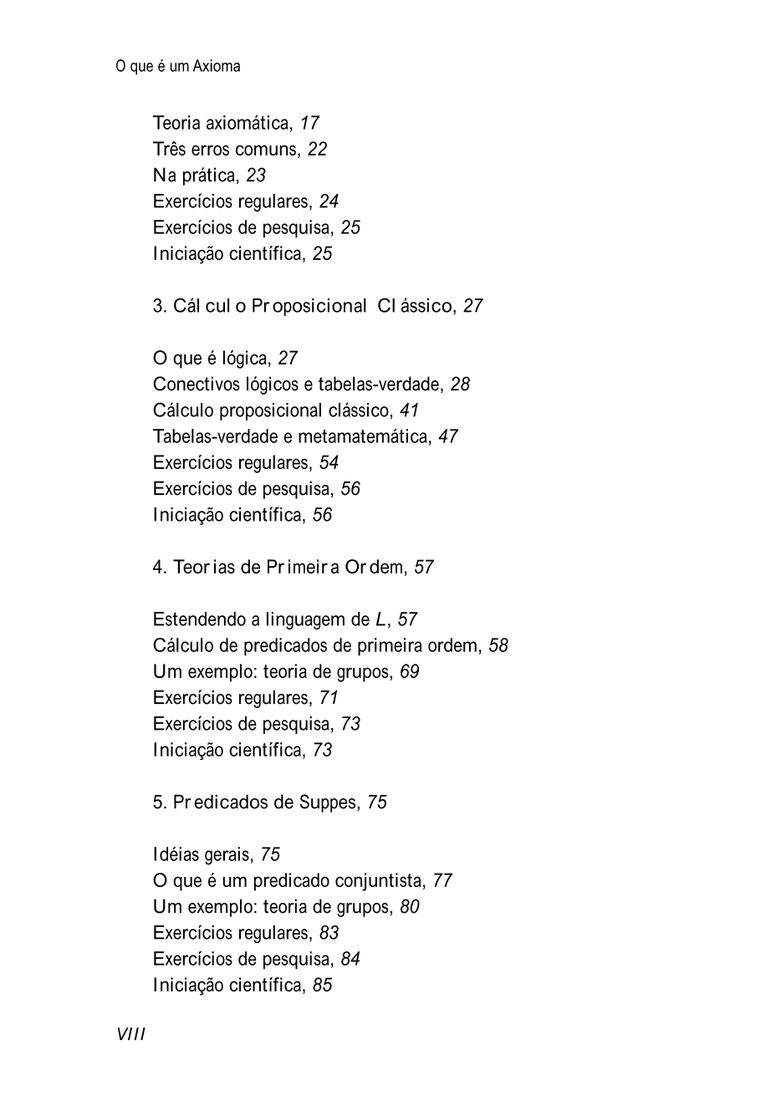 O que é um Axioma
Teoria axiomática, 17
Três erros comuns, 22
Na prática, 23
Exercícios regulares, 24
Exercícios de pesquisa, 25
Iniciação científica, 25
3. Cálculo Proposicional Clássico, 27
O que é lógica, 27
Conectivos lógicos e tabelas-verdade, 28
Cálculo proposicional clássico, 41
Tabelas-verdade e metamatemática, 47
Exercícios regulares, 54
Exercícios de pesquisa, 56
Iniciação científica, 56
4. Teorias de Primeira Ordem, 57
Estendendo a linguagem de L, 57
Cálculo de predicados de primeira ordem, 58
Um exemplo: teoria de grupos, 69
Exercícios regulares, 71
Exercícios de pesquisa, 73
Iniciação científica, 73
5. Predicados de Suppes, 75
Idéias gerais, 75
O que é um predicado conjuntista, 77
Um exemplo: teoria de grupos, 80
Exercícios regulares, 83
Exercícios de pesquisa, 84
Iniciação científica, 85
VIII